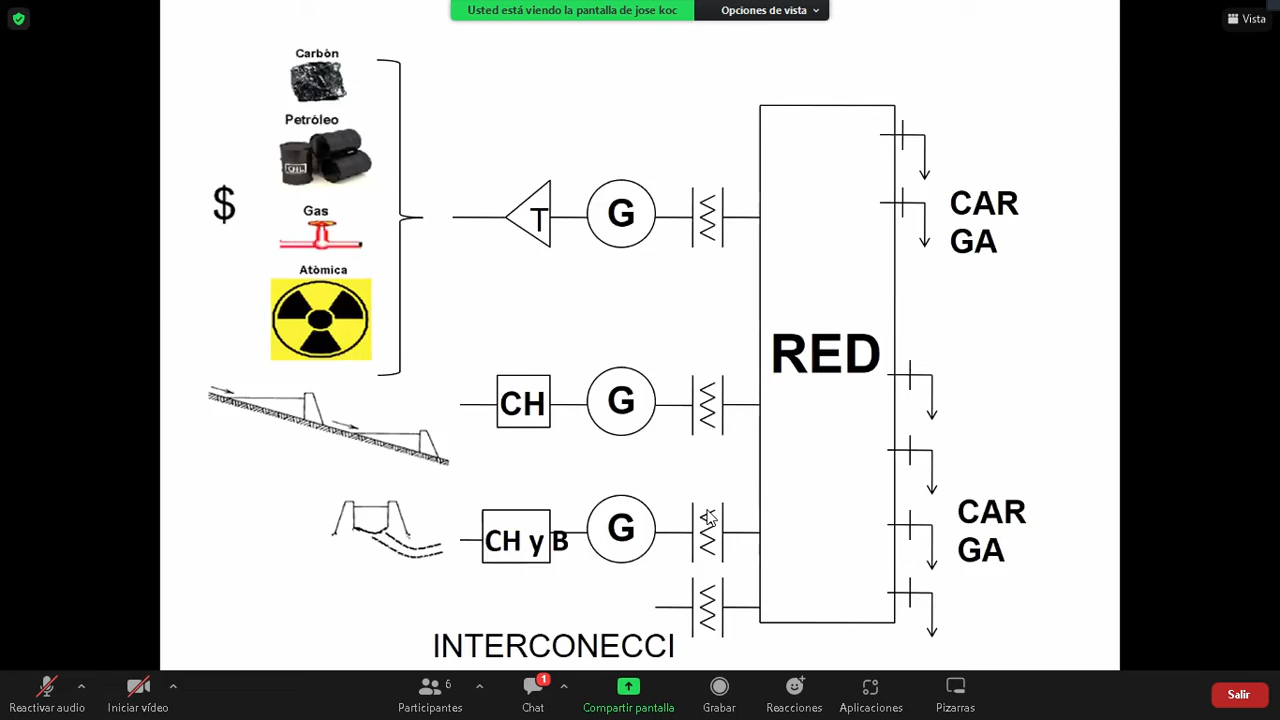 Usted está viendo la pantalla de jose koc
Opciones de vista
Vista
Carbòn
Petróleo
OIL
$
Gas
Atòmica
T
G
CAR
GA
RED
CH
G
CH y B
G
CAR
GA
INTERCONECCI
Reactivar audio
Iniciar vídeo
Participantes
6
Chat
1
Compartir pantalla
Grabar
Reacciones
Aplicaciones
Pizarras
Salir